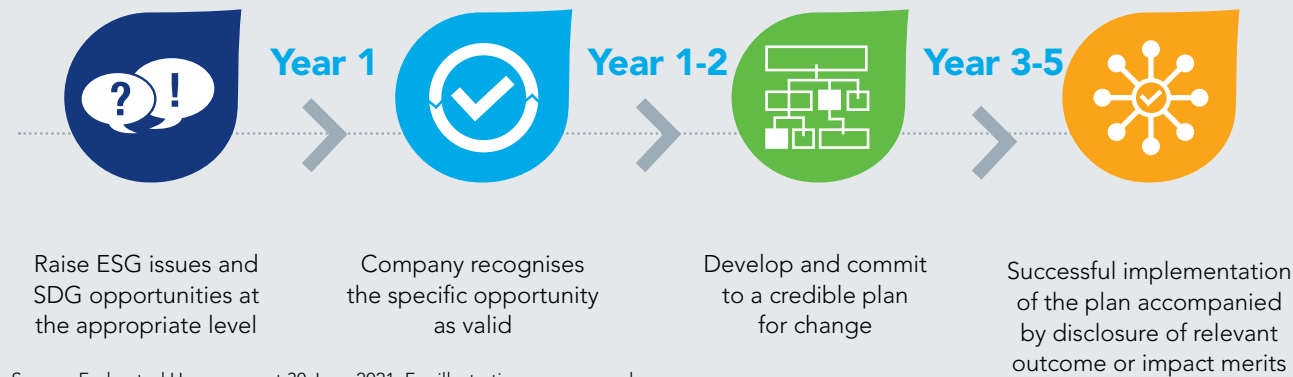 Year 1
Year 1-2
Year 3-5
? !
Raise ESG issues and
SDG opportunities at
the appropriate level
Company recognises
the specific opportunity
as valid
Develop and commit
to a credible plan
for change
Successful implementation
of the plan accompanied
by disclosure of relevant
outcome or impact merits